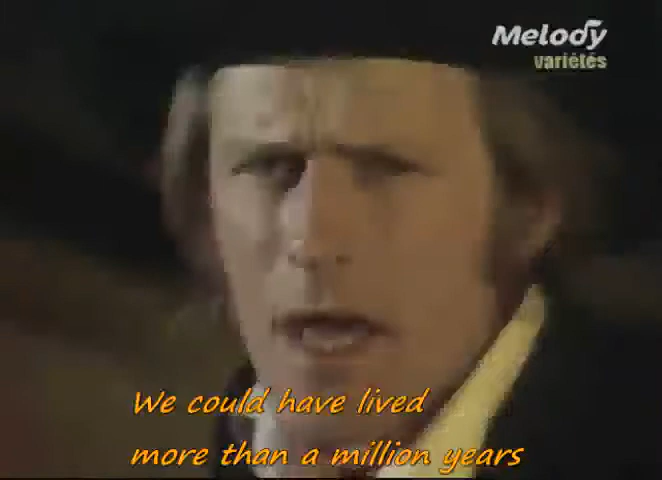 Melody
variétés
We could have lived
more than a million years